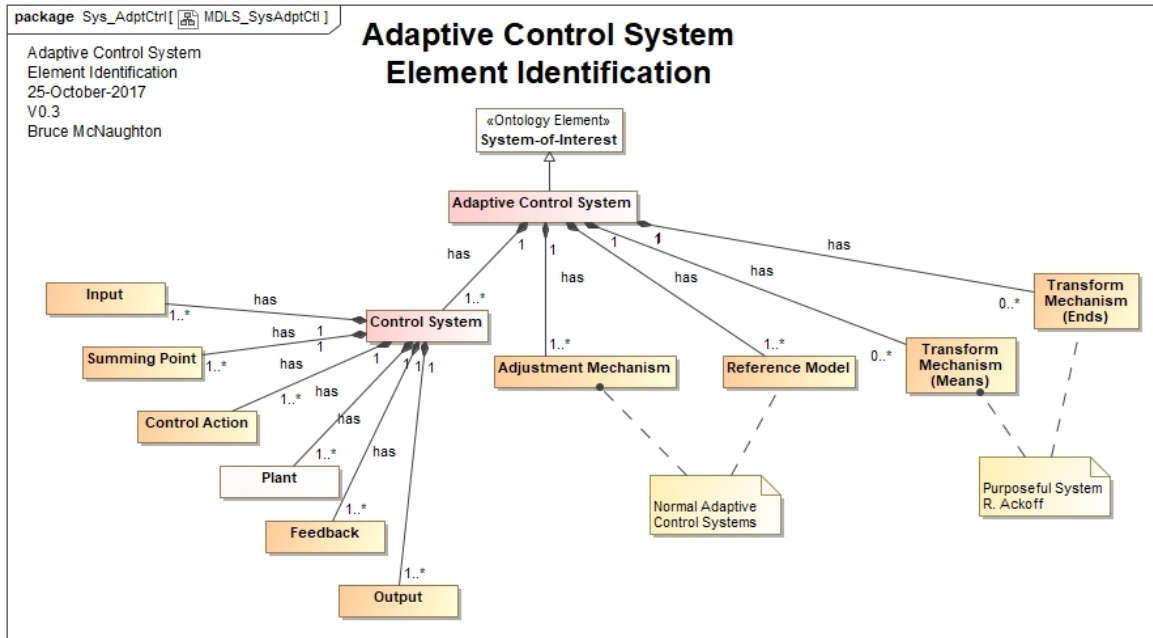 package Sys_AdptCtrl[ MDLS_SysAdptCtl ]
Adaptive Control System
Element Identification
Adaptive Control System
Element Identification
25-October-2017
V0.3
Bruce McNaughton
«Ontology Element»
System-of-Interest
Adaptive Control System
1
1
1
1
has
has
has
has
has
1..*
1..*
1..*
0..*
0..*
Transform
Mechanism
(Ends)
Transform
Mechanism
(Means)
Reference Model
Adjustment Mechanism
Control System
Input
has
1..*
1
Summing Point
has
1..*
1
Control Action
has
1..*
1
Plant
has
1..*
1
Feedback
has
1..*
1
Output
has
1..*
1
Normal Adaptive
Control Systems
Purposeful System
R. Ackoff